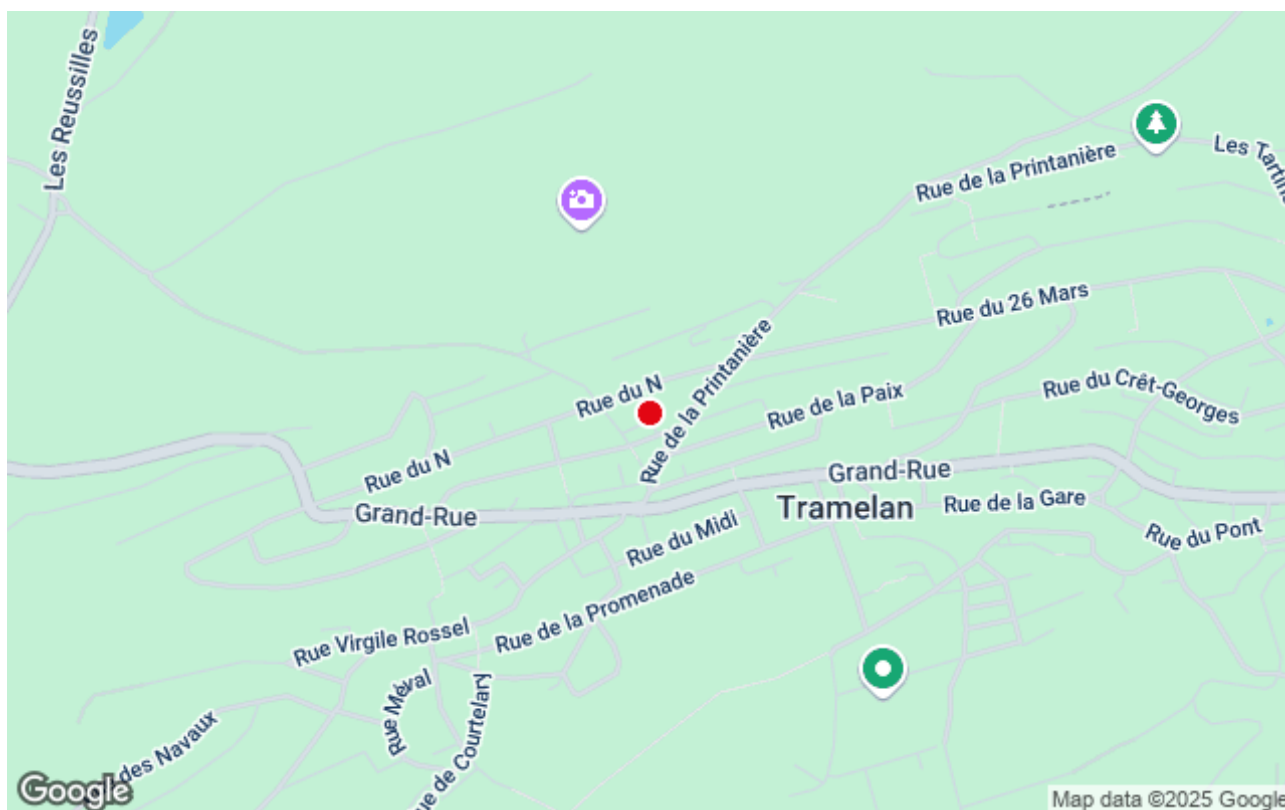 Les Reussilles
Rue de la Printanière
Les
Rue du 26 Mars
Rue de la Printanière
Rue du N
Rue de la Paix
Rue du Crêt-Georges
Rue du N
Grand-Rue
Grand-Rue
Tramelan
Rue de la Gare
Rue du Midi
Rue du Pont
Rue de la Promenade
Rue Virgile Rossel
Rue Méval
des Navaux
ue de Courtelary
Google
Map data ©2025 Google